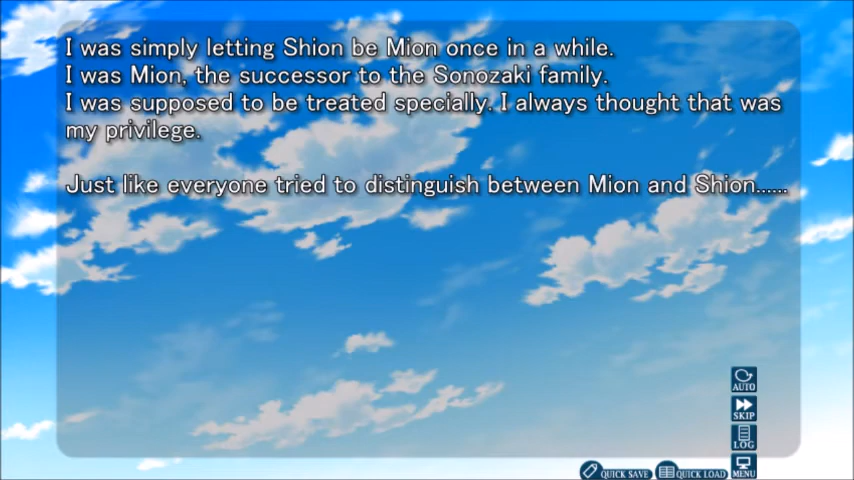 I was simply letting Shion be Mion once in a while.
I was Mion, the successor to the Sonozaki family.
I was supposed to be treated specially. I always thought that was
my privilege.
Just like everyone tried to distinguish between Mion and Shion......
AUTO
SKIP
LOG
MENU
QUICK SAVE
QUICK LOAD